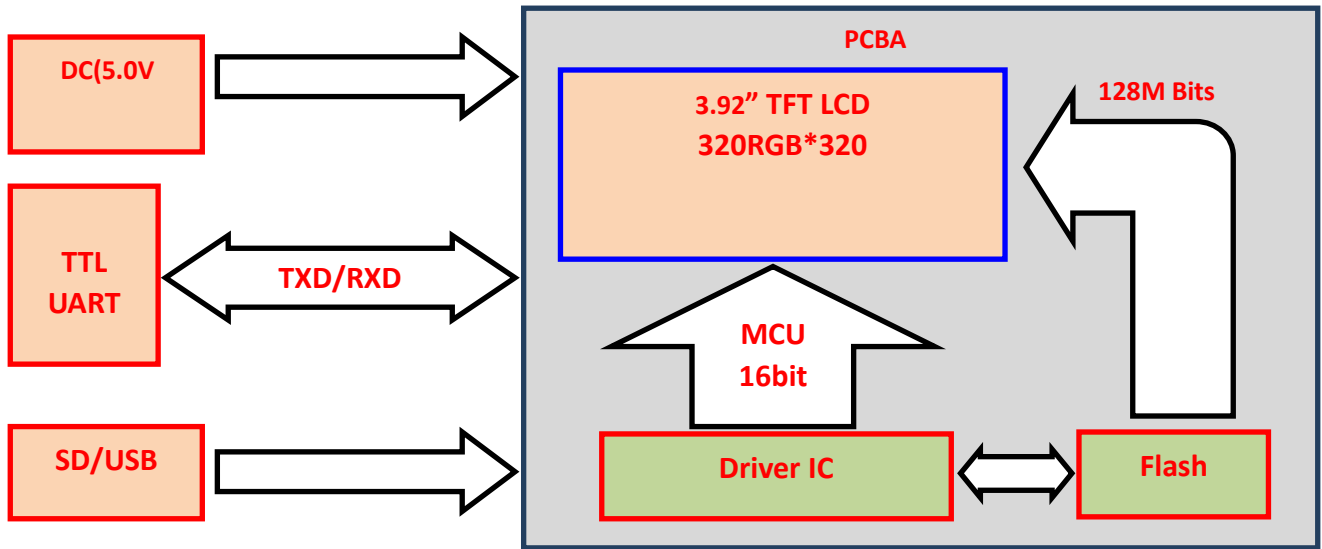 PCBA
DC(5.0V
3.92” TFT LCD
320RGB*320
128M Bits
TTL
UART
TXD/RXD
MCU
16bit
SD/USB
Driver IC
Flash